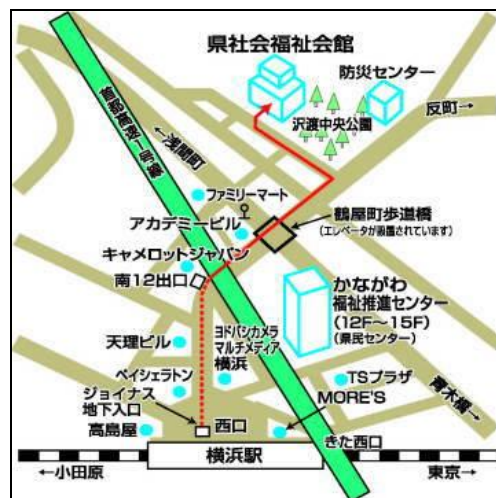 県社会福祉会館
防災センター
反町→
沢渡中央公園
首都高速一横羽線
←浅間町
ファミリーマート
アカデミービル
鶴屋町歩道橋
(エレベータが設置されています)
キャメロットジャパン
南12出口
かながわ
福祉推進センター
(12F〜15F)
(県民センター)
ヨドバシカメラ
マルチメディア
横浜
天理ビル
ベイシェラトン
TSプラザ
青木橋→
ジョイナス
地下入口
MORE'S
高島屋
西口
きた西口
横浜駅
←小田原
東京→